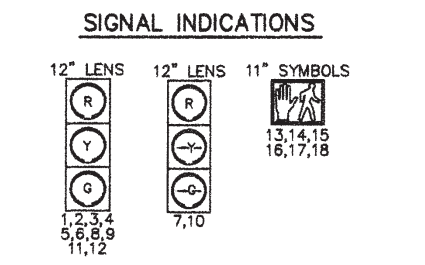 SIGNAL INDICATIONS
12" LENS
R
Y
G
1,2,3,4
5,6,8,9
11,12
12" LENS
R
Y
G
7,10
11" SYMBOLS
13,14,15
16,17,18